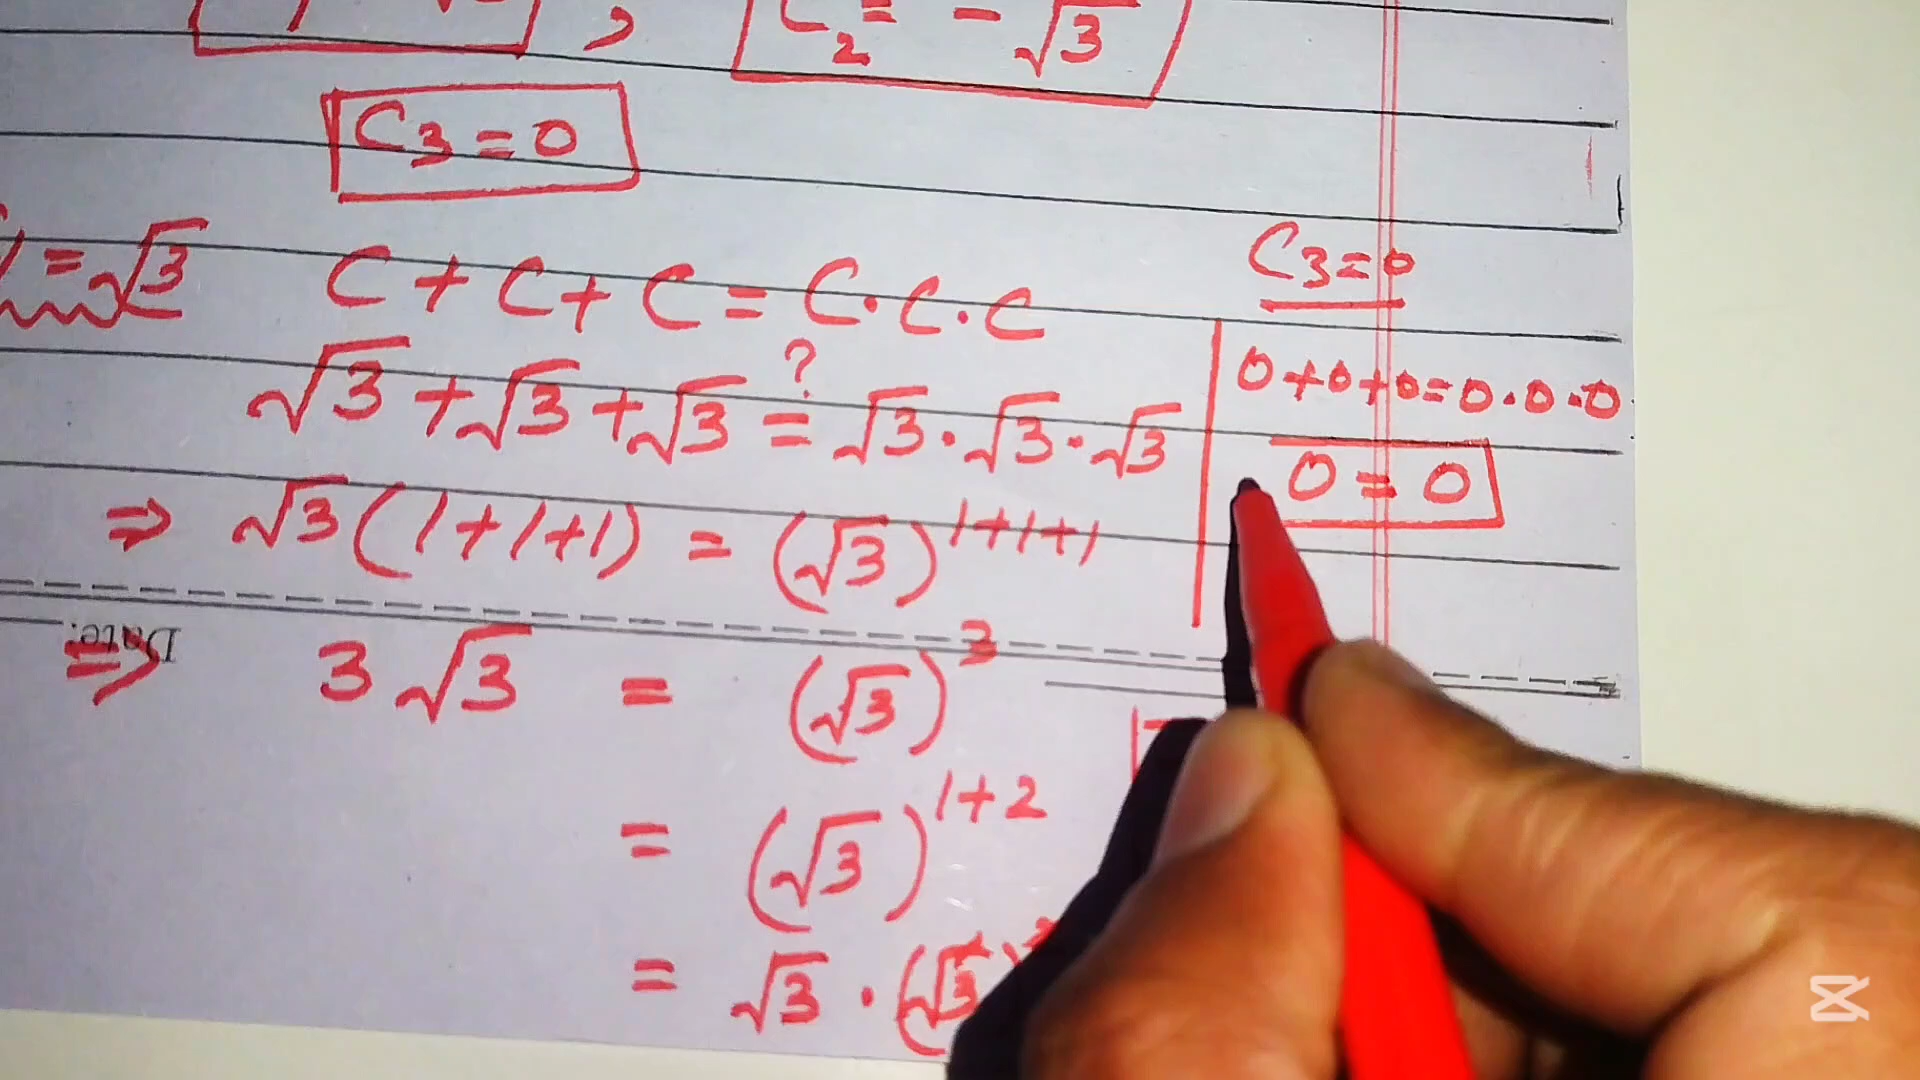 C₂ = - √3
C₃ = 0
= √3
C + C + C = C · C · C
C₃ = 0
√3 + √3 + √3 =? √3 · √3 · √3
0 + 0 + 0 = 0 · 0 · 0
0 = 0
⇒ √3 (1 + 1 + 1) = (√3)^1+1+1
Date:
⇒ 3 √3 = (√3)^3
= (√3)^1+2
= √3 · (√3)